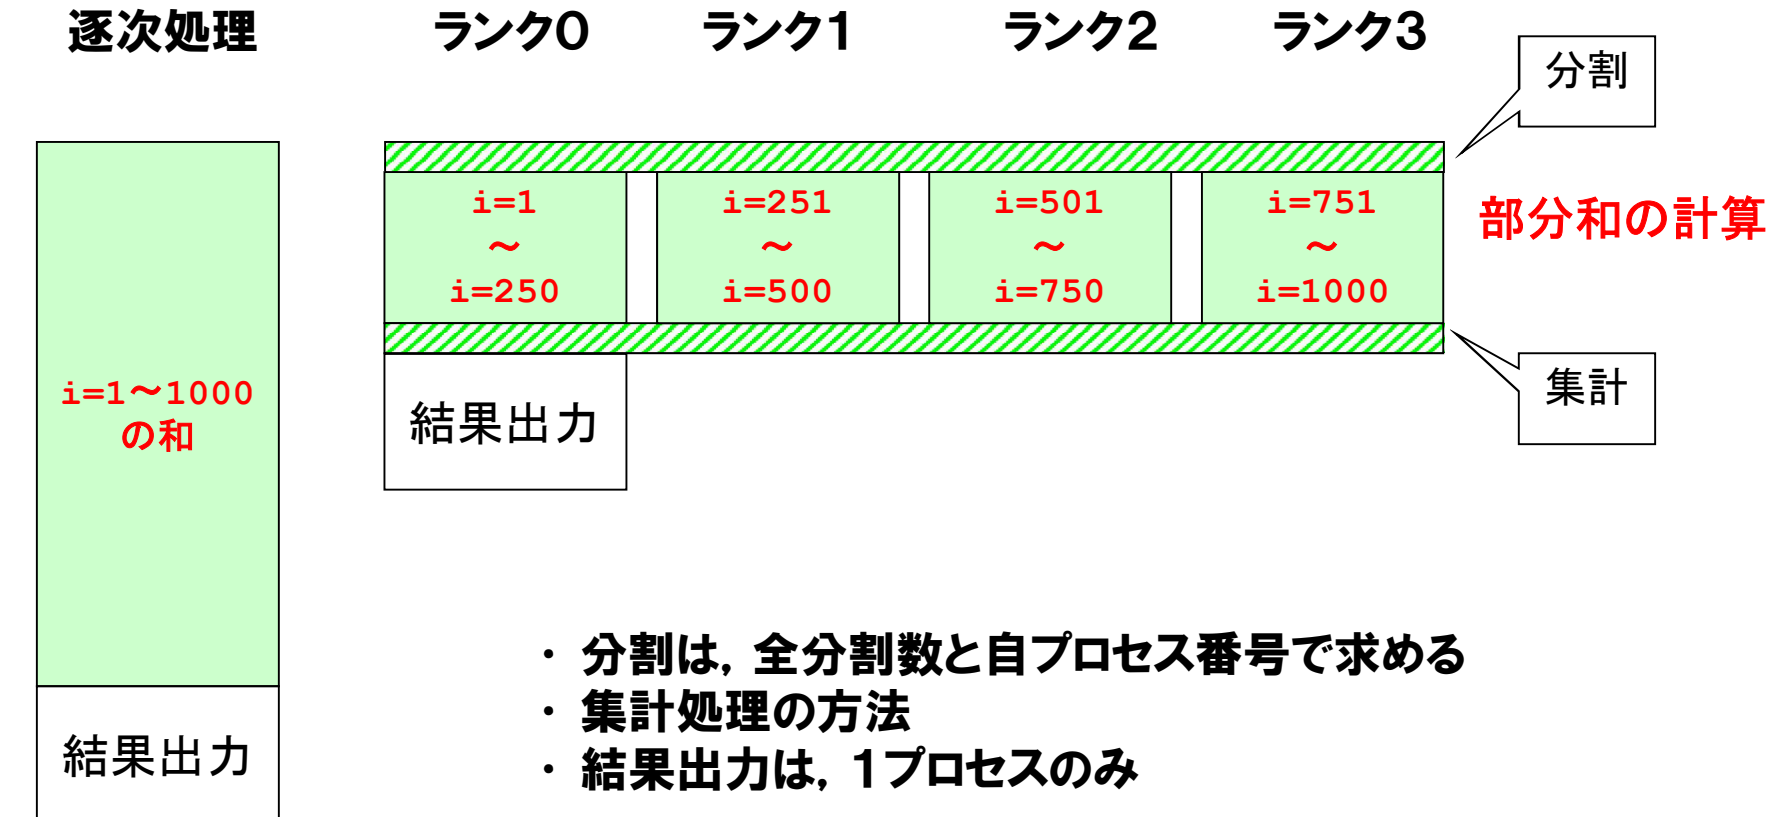 逐次処理
ランク0
ランク1
ランク2
ランク3
分割
i=1
～
i=250
i=251
～
i=500
i=501
～
i=750
i=751
～
i=1000
部分和の計算
i=1～1000
の和
集計
結果出力
結果出力
・ 分割は，全分割数と自プロセス番号で求める
・ 集計処理の方法
・ 結果出力は，１プロセスのみ